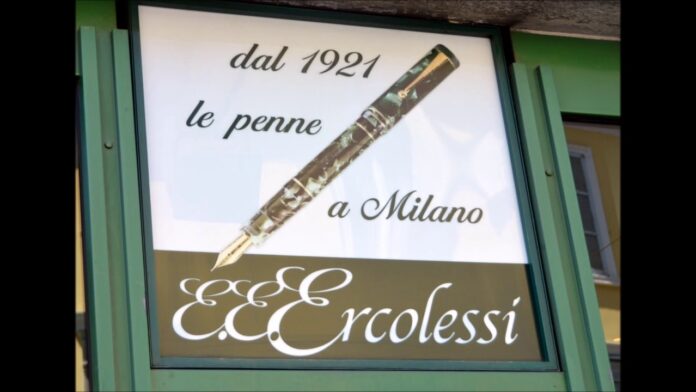 dal 1921
le penne
a Milano
E.E.Ercolessi